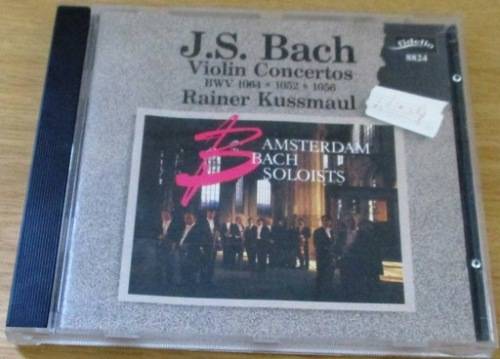 J.S. Bach
Violin Concertos
BWV 1064 • 1052 • 1056
Rainer Kussmaul
fidelio
8824
AMSTERDAM
BACH
SOLOISTS